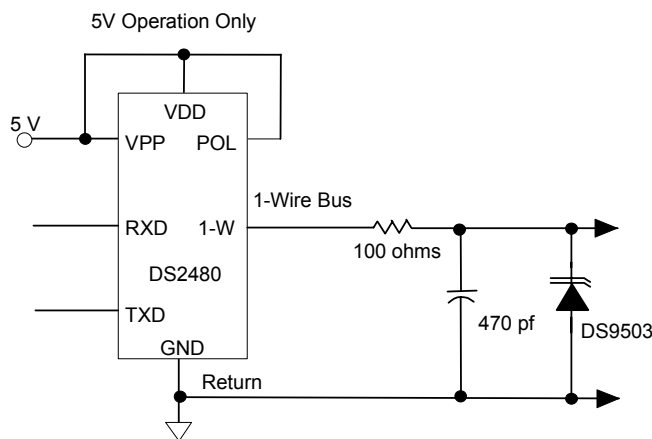 5V Operation Only
VDD
5 V
VPP
POL
1-Wire Bus
RXD
1-W
100 ohms
DS2480
TXD
470 pf
DS9503
GND
Return